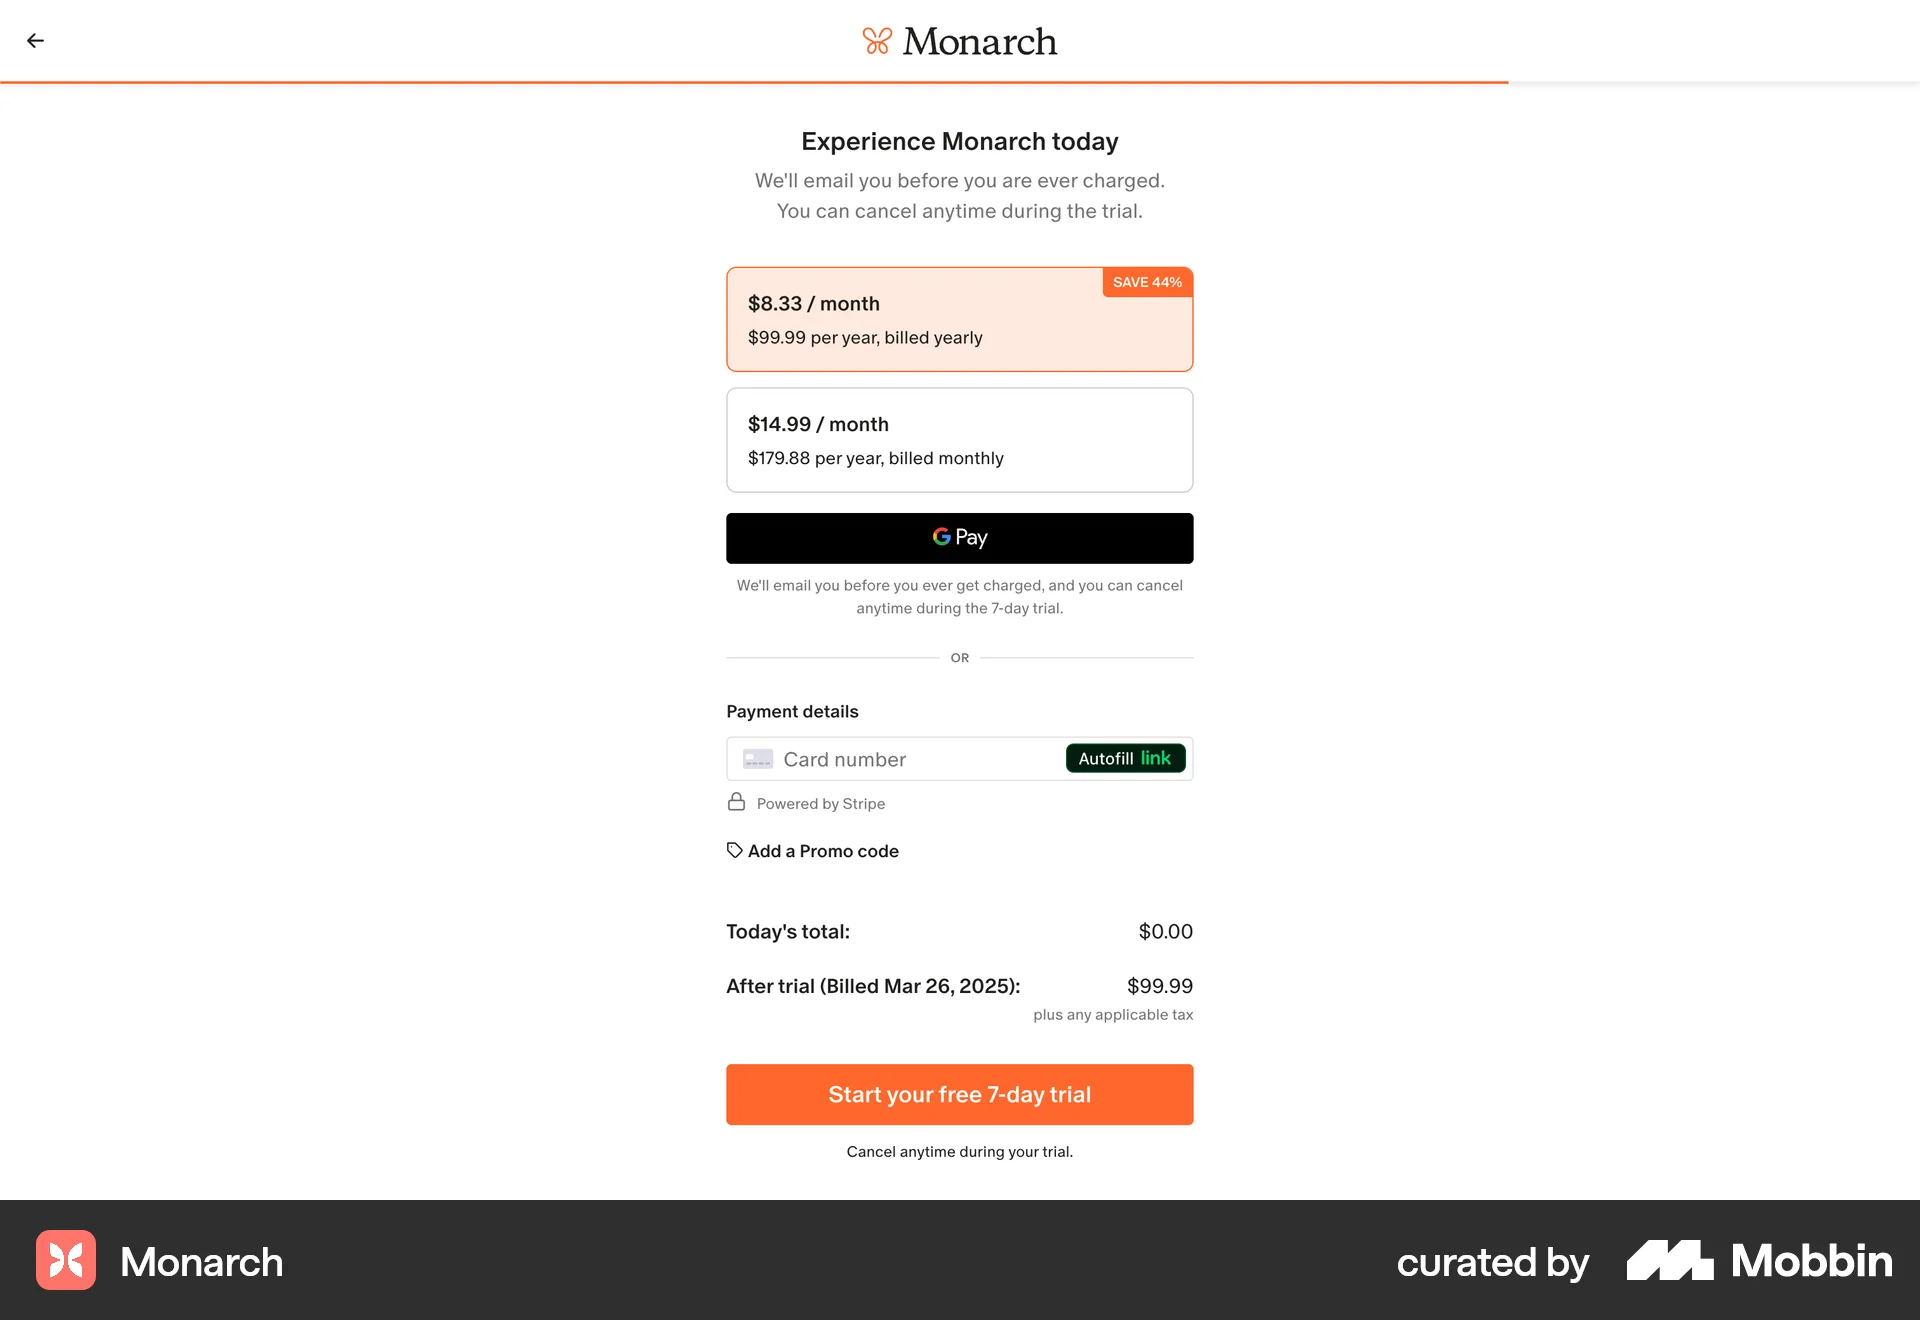 Monarch
Experience Monarch today
We'll email you before you are ever charged.
You can cancel anytime during the trial.
SAVE 44%
$8.33 / month
$99.99 per year, billed yearly
$14.99 / month
$179.88 per year, billed monthly
G Pay
We'll email you before you ever get charged, and you can cancel
anytime during the 7-day trial.
OR
Payment details
Card number
Autofill link
Powered by Stripe
Add a Promo code
Today's total: $0.00
After trial (Billed Mar 26, 2025): $99.99
plus any applicable tax
Start your free 7-day trial
Cancel anytime during your trial.
Monarch
curated by Mobbin